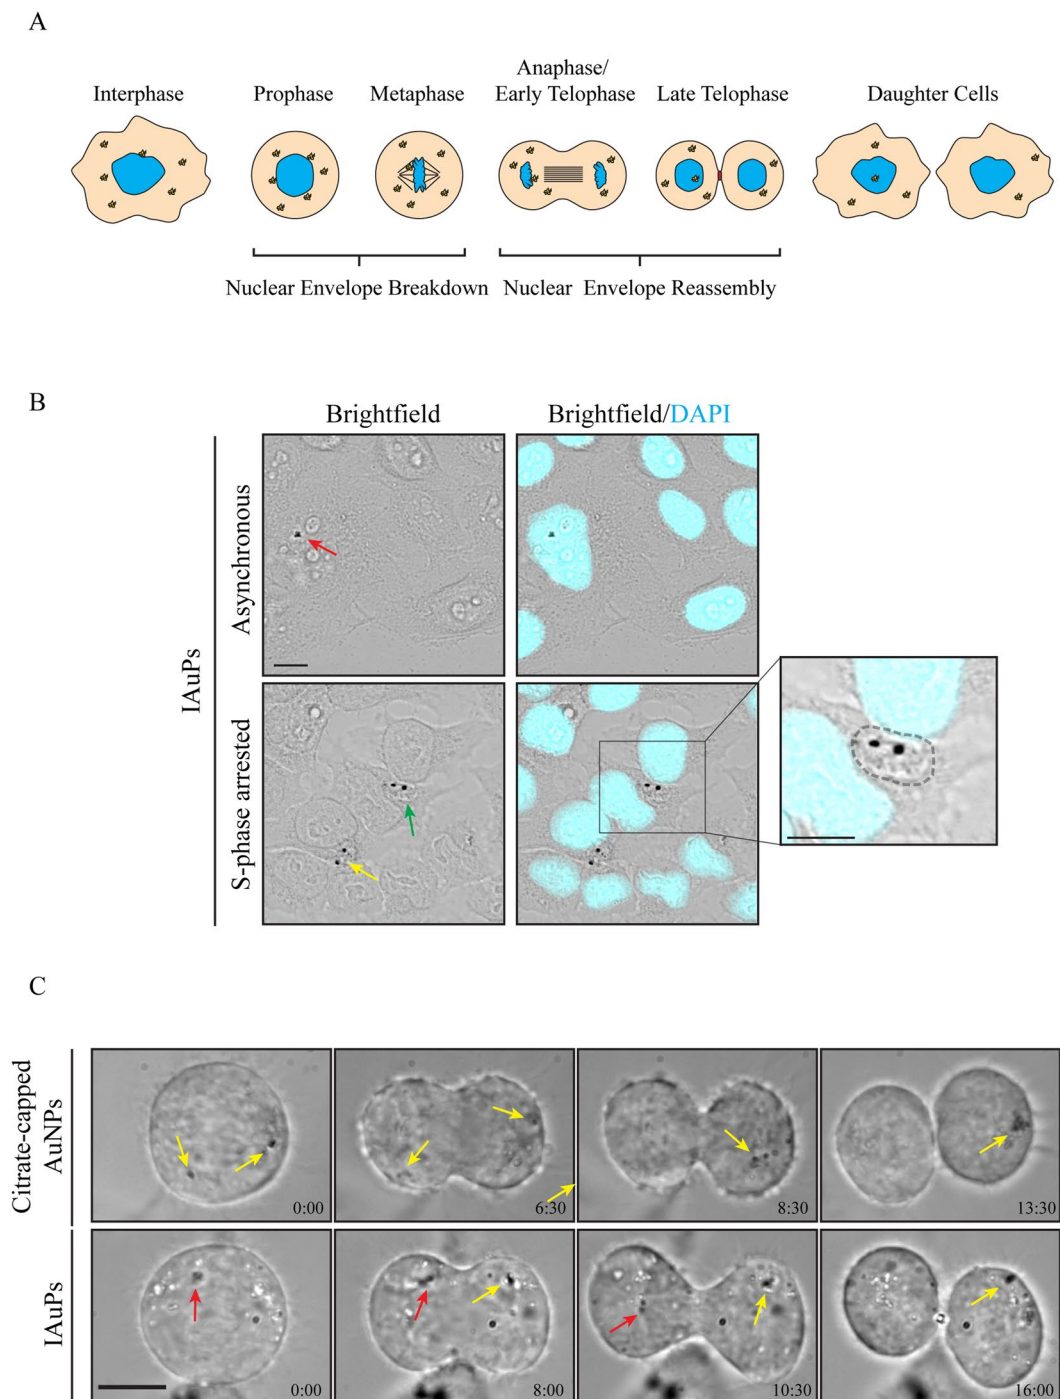 A
Interphase
Prophase
Metaphase
Anaphase/
Early Telophase
Late Telophase
Daughter Cells
Nuclear Envelope Breakdown
Nuclear Envelope Reassembly
B
Brightfield
Brightfield/DAPI
IAuPs
Asynchronous
S-phase arrested
C
Citrate-capped
AuNPs
0:00
6:30
8:30
13:30
IAuPs
0:00
8:00
10:30
16:00